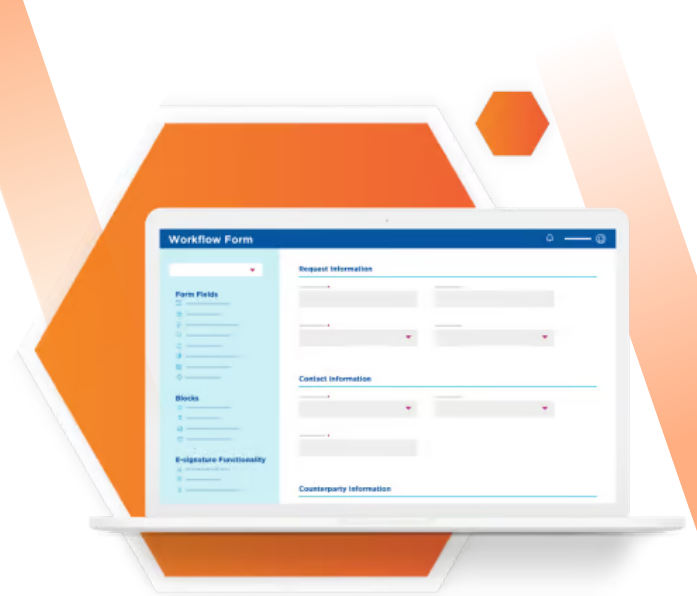 Workflow Form
Form Fields
Blocks
E-signature Functionality
Request Information
Contact Information
Counterparty Information